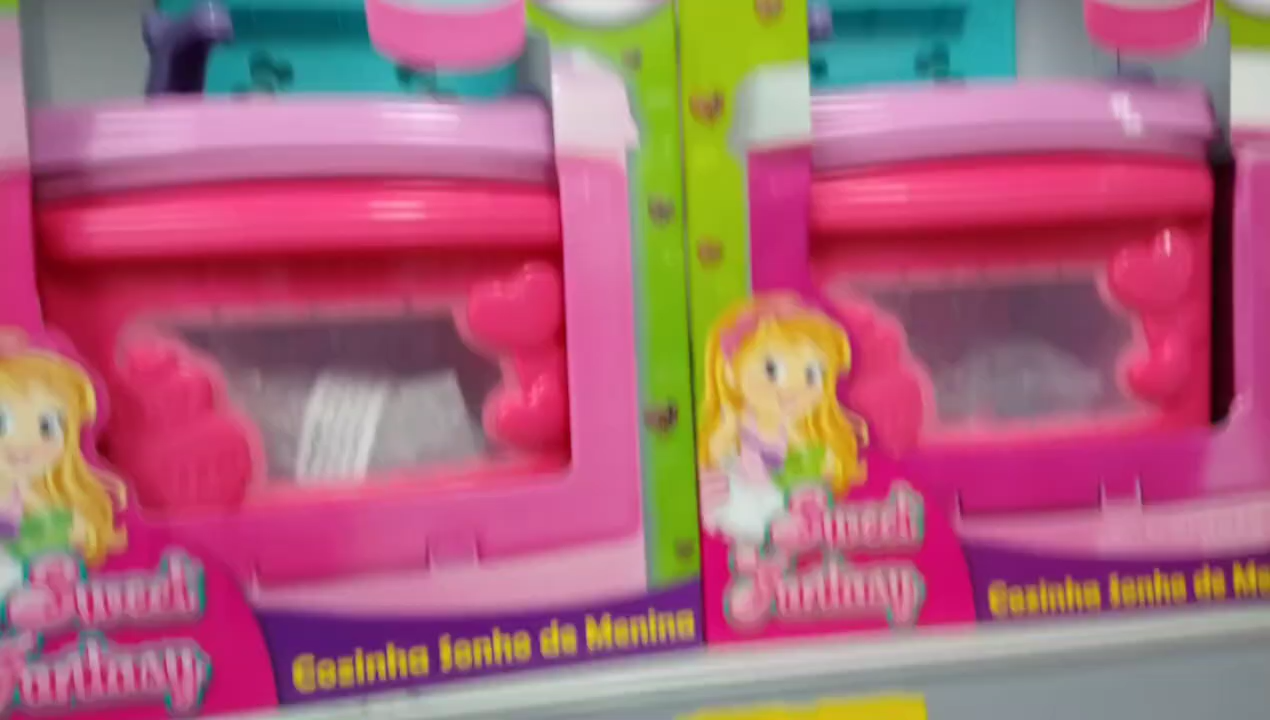 Sweet
Fantasy
Cozinha Sonho de Menina
Sweet
Fantasy
Cozinha Sonho de Me